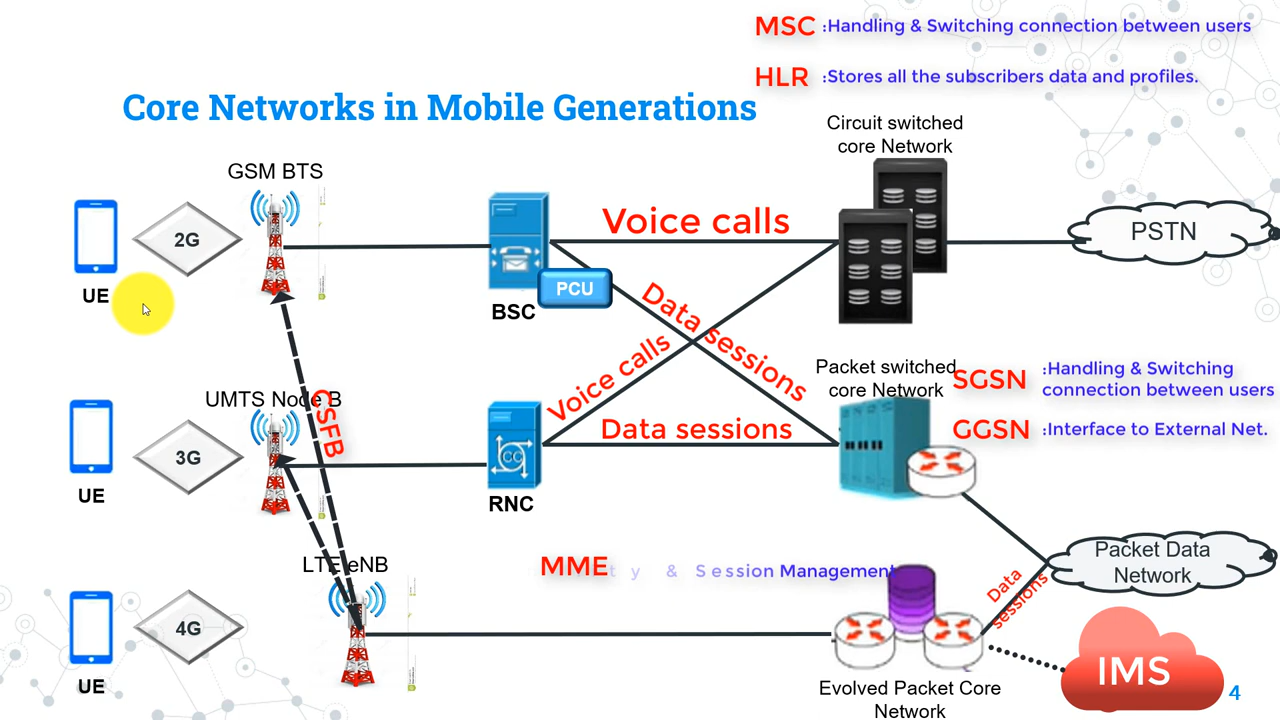 MSC :Handling & Switching connection between users
HLR :Stores all the subscribers data and profiles.
Core Networks in Mobile Generations
Circuit switched
core Network
GSM BTS
2G
UE
Voice calls
PCU
BSC
PSTN
Data sessions
Voice calls
Packet switched
core Network
SGSN :Handling & Switching
connection between users
GGSN :Interface to External Net.
UMTS Node B
CSFB
3G
UE
Data sessions
CC
RNC
LTE eNB
MME t y & Session Management
Packet Data
Network
Data
sessions
4G
UE
IMS
Evolved Packet Core
Network
4